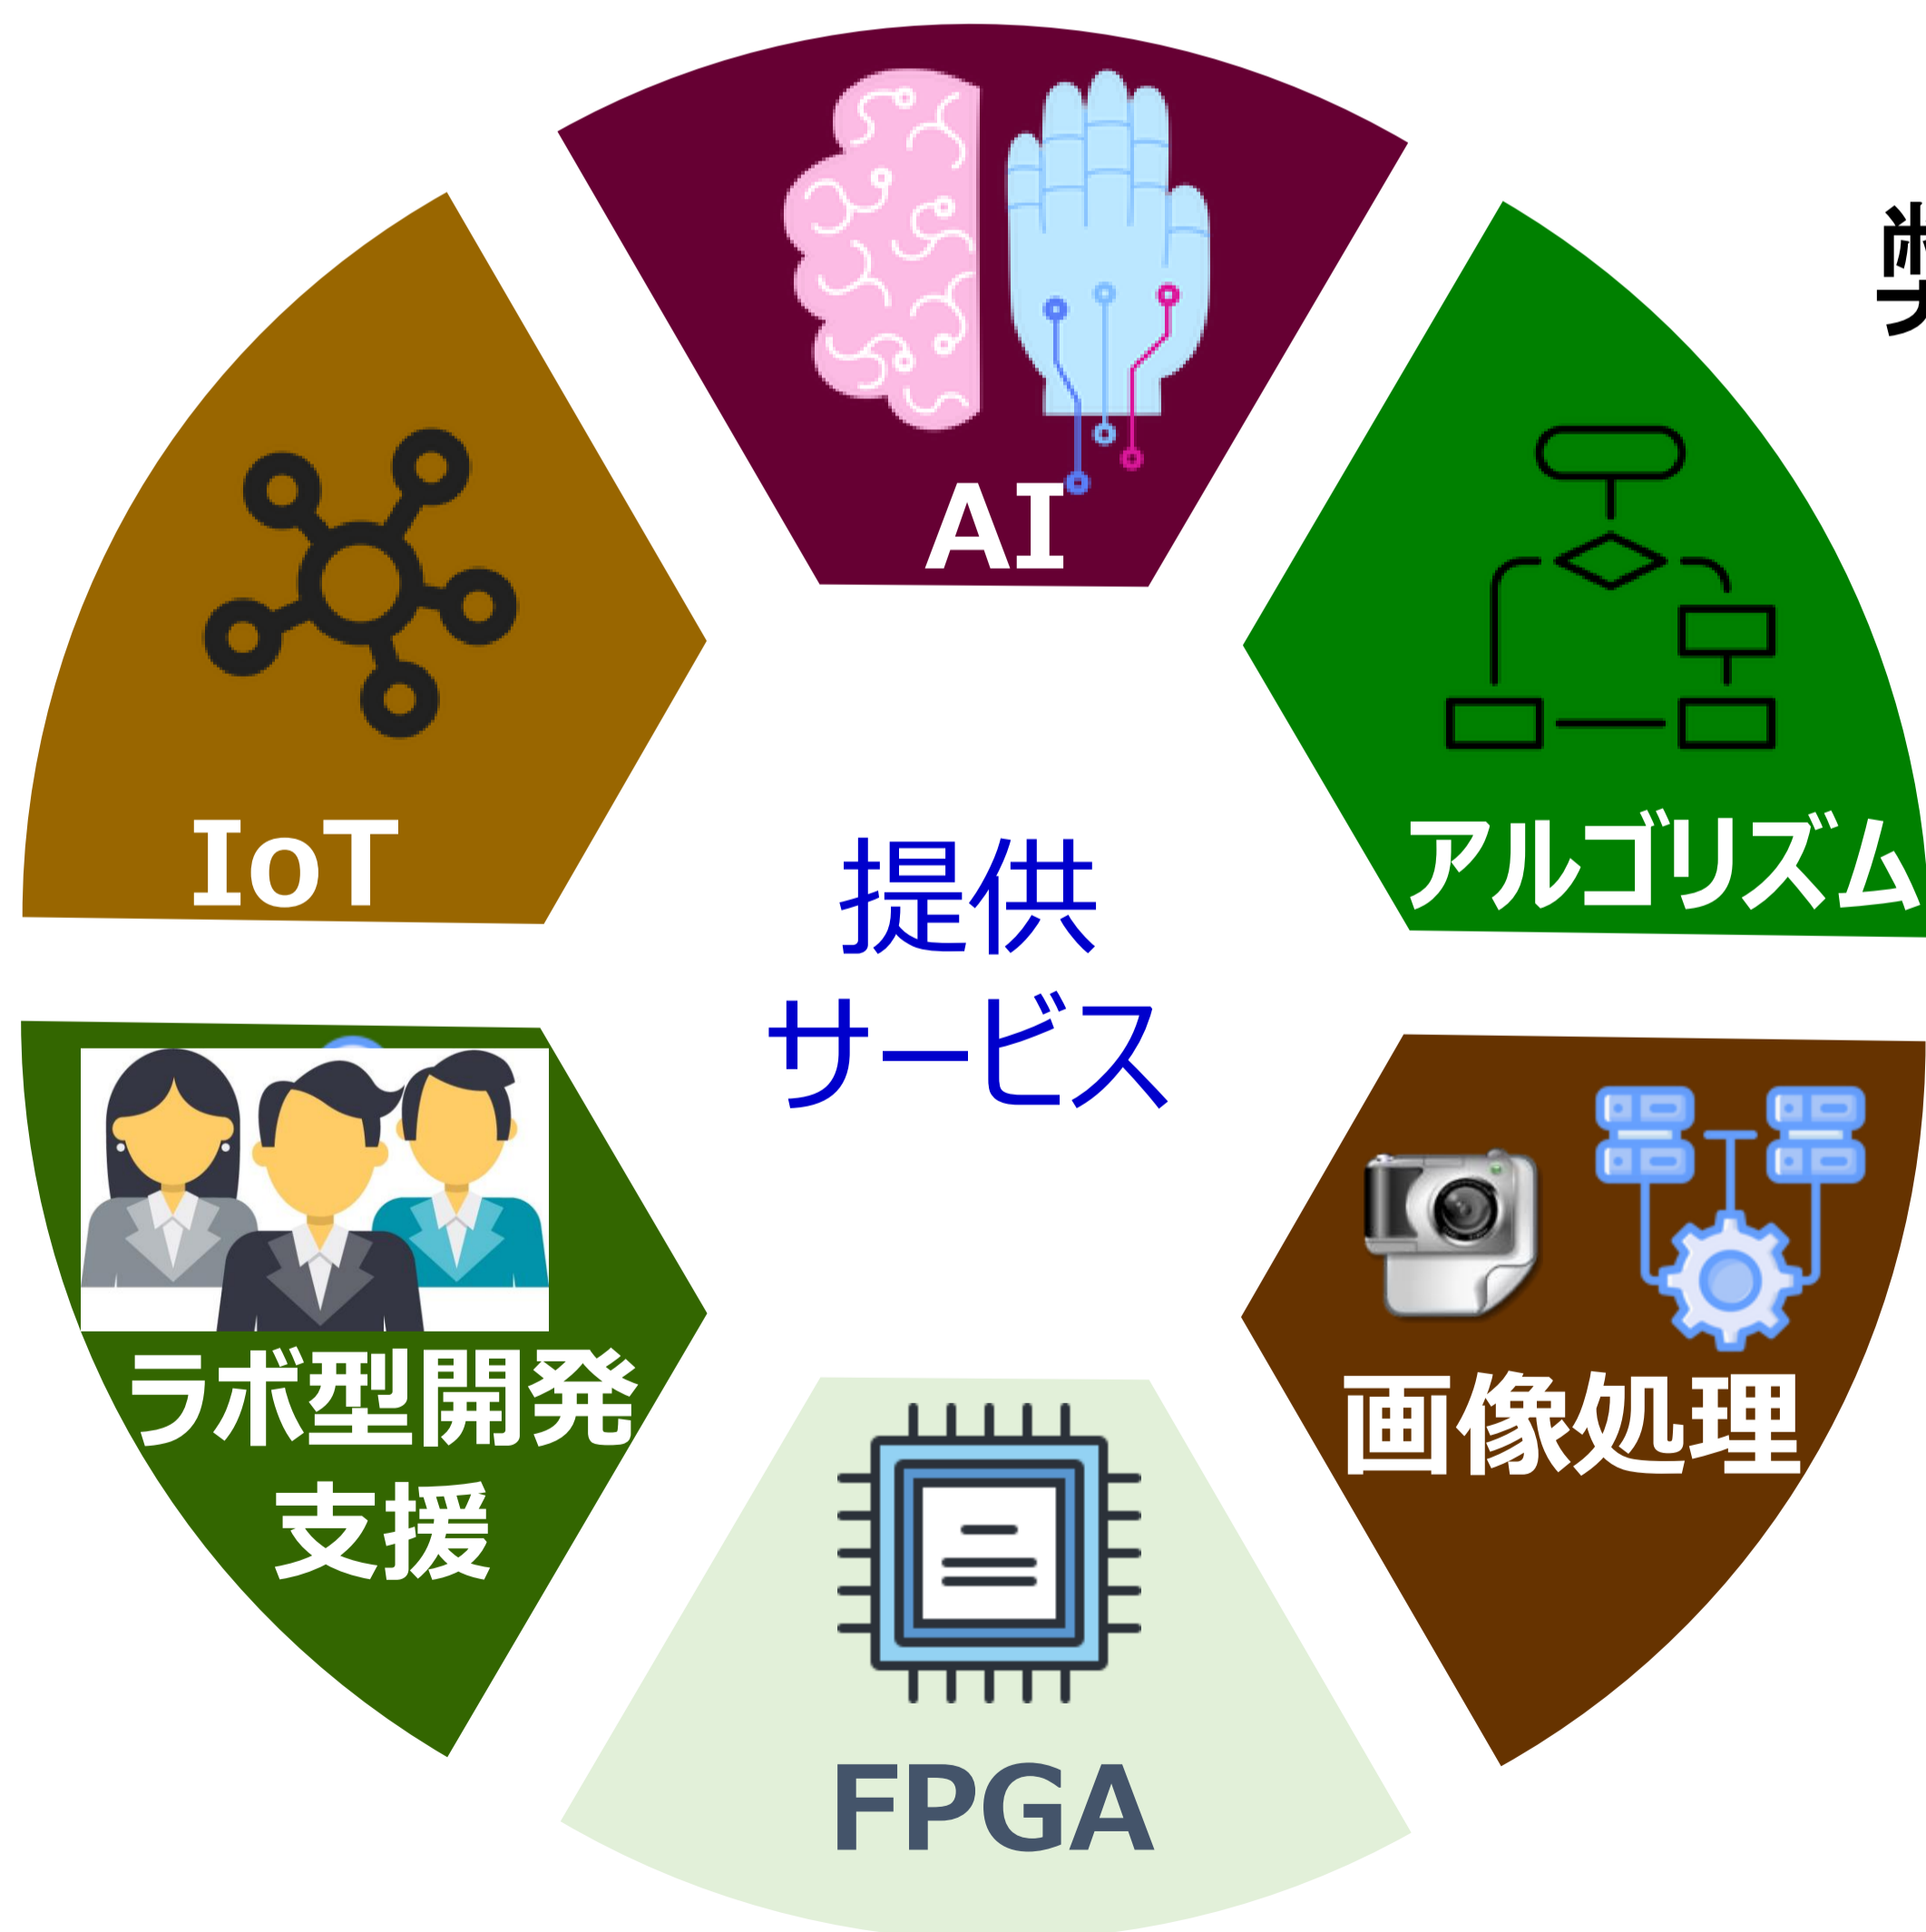 AI
IoT
アルゴリズム
提供
サービス
ラボ型開発
支援
画像処理
FPGA